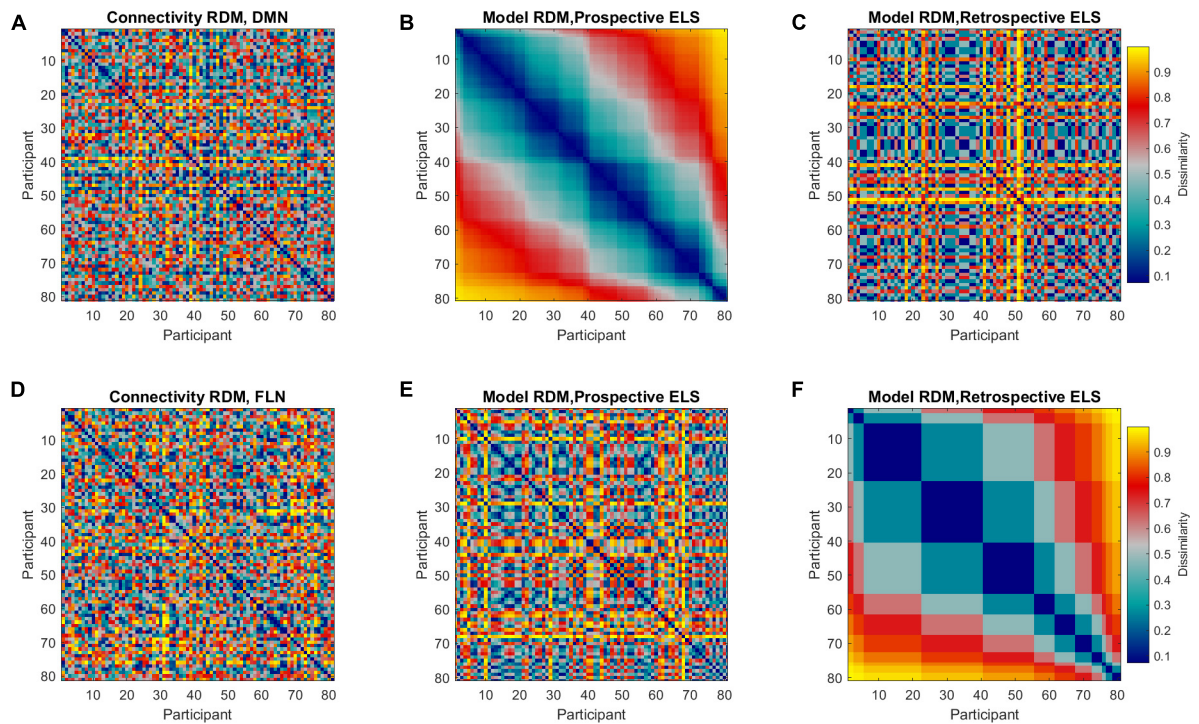 A
Connectivity RDM, DMN
B
Model RDM,Prospective ELS
C
Model RDM,Retrospective ELS
Participant
10
20
30
40
50
60
70
80
10 20 30 40 50 60 70 80
Participant
Participant
10
20
30
40
50
60
70
80
10 20 30 40 50 60 70 80
Participant
Participant
10
20
30
40
50
60
70
80
10 20 30 40 50 60 70 80
Participant
0.9
0.8
0.7
0.6
0.5
0.4
0.3
0.2
0.1
Dissimilarity
D
Connectivity RDM, FLN
E
Model RDM,Prospective ELS
F
Model RDM,Retrospective ELS
Participant
10
20
30
40
50
60
70
80
10 20 30 40 50 60 70 80
Participant
Participant
10
20
30
40
50
60
70
80
10 20 30 40 50 60 70 80
Participant
Participant
10
20
30
40
50
60
70
80
10 20 30 40 50 60 70 80
Participant
0.9
0.8
0.7
0.6
0.5
0.4
0.3
0.2
0.1
Dissimilarity